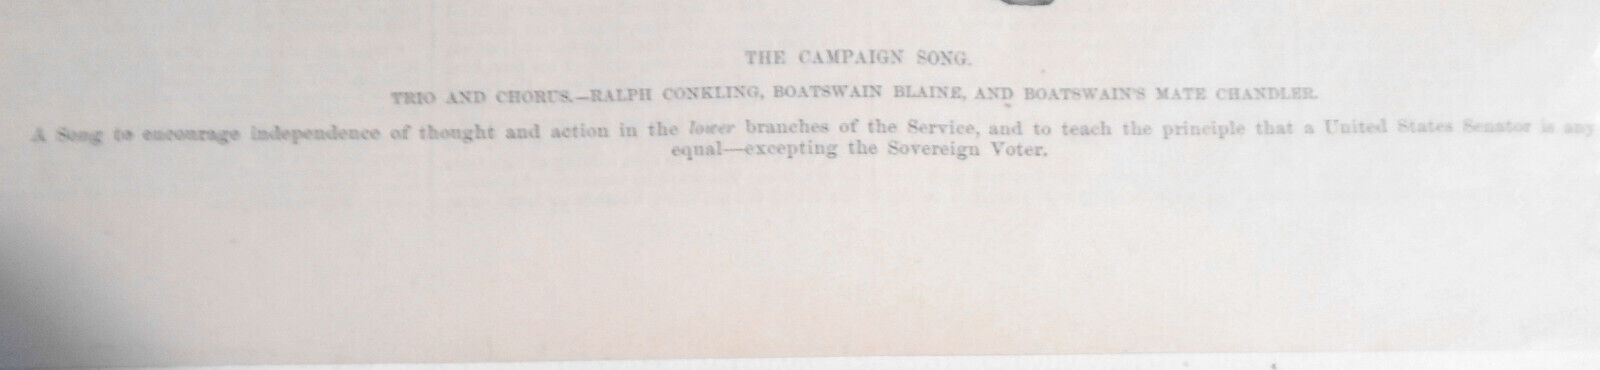 THE CAMPAIGN SONG.
TRIO AND CHORUS.—RALPH CONKLING, BOATSWAIN BLAINE, AND BOATSWAIN'S MATE CHANDLER.
A Song to encourage independence of thought and action in the lower branches of the Service, and to teach the principle that a United States Senator is any
equal—excepting the Sovereign Voter.